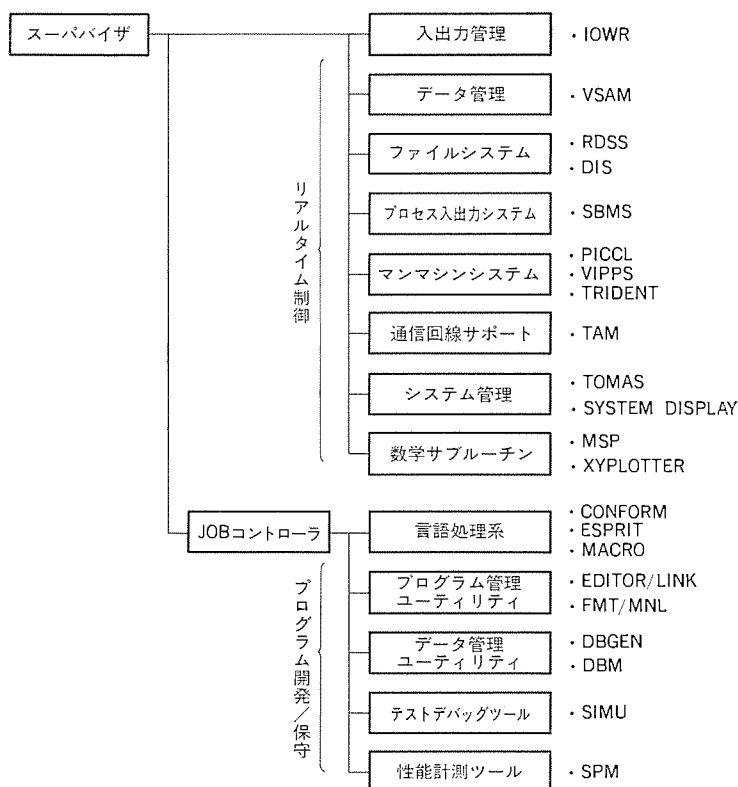 スーパバイザ
入出力管理
・IOWR
データ管理
・VSAM
ファイルシステム
・RDSS
・DIS
プロセス入出力システム
・SBMS
マンマシンシステム
・PICCL
・VIPPS
・TRIDENT
通信回線サポート
・TAM
システム管理
・TOMAS
・SYSTEM DISPLAY
数学サブルーチン
・MSP
・XYPLOTTER
リアルタイム制御
JOBコントローラ
言語処理系
・CONFORM
・ESPRIT
・MACRO
プログラム管理
ユーティリティ
・EDITOR/LINK
・FMT/MNL
データ管理
ユーティリティ
・DBGEN
・DBM
テストデバッグツール
・SIMU
性能計測ツール
・SPM
プログラム開発/保守